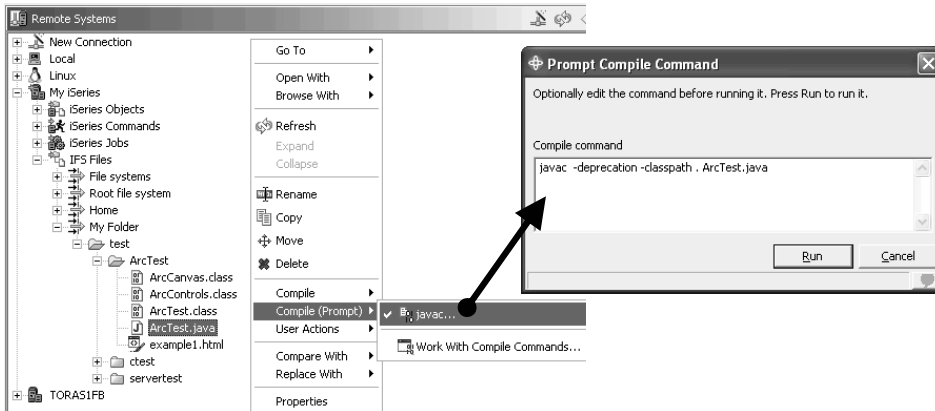 Remote Systems
New Connection
Local
Linux
My iSeries
iSeries Objects
iSeries Commands
iSeries Jobs
IFS Files
File systems
Root file system
Home
My Folder
test
ArcTest
ArcCanvas.class
ArcControls.class
ArcTest.class
ArcTest.java
example1.html
ctest
servertest
TORAS1FB
Go To
Open With
Browse With
Refresh
Expand
Collapse
Rename
Copy
Move
Delete
Compile
Compile (Prompt)
User Actions
Compare With
Replace With
Properties
javac...
Work With Compile Commands...
Prompt Compile Command
Optionally edit the command before running it. Press Run to run it.
Compile command
javac -deprecation -classpath . ArcTest.java
Run
Cancel